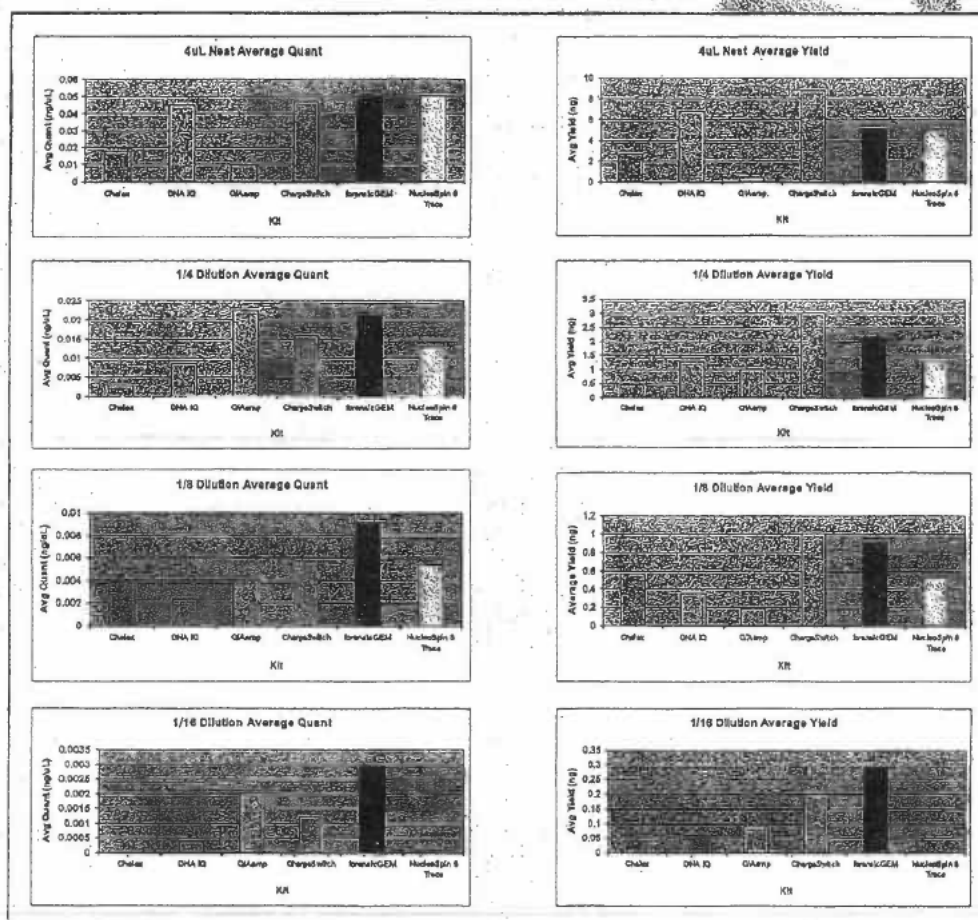 4uL Neat Average Quant
Avg Quant (ng/uL)
0.06
0.05
0.04
0.03
0.02
0.01
0
Chelex DNA IQ QIAamp ChargeSwitch forensicGEM NucleoSpin 8
Trace
Kit
4uL Neat Average Yield
Avg Yield (ng)
10
8
6
4
2
0
Chelex DNA IQ QIAamp ChargeSwitch forensicGEM NucleoSpin 8
Trace
Kit
1/4 Dilution Average Quant
Avg Quant (ng/uL)
0.025
0.02
0.015
0.01
0.005
0
Chelex DNA IQ QIAamp ChargeSwitch forensicGEM NucleoSpin 8
Trace
Kit
1/4 Dilution Average Yield
Avg Yield (ng)
3.5
3
2.5
2
1.5
1
0.5
0
Chelex DNA IQ QIAamp ChargeSwitch forensicGEM NucleoSpin 8
Trace
Kit
1/8 Dilution Average Quant
Avg Quant (ng/uL)
0.01
0.008
0.006
0.004
0.002
0
Chelex DNA IQ QIAamp ChargeSwitch forensicGEM NucleoSpin 8
Trace
Kit
1/8 Dilution Average Yield
Average Yield (ng)
1.2
1
0.8
0.6
0.4
0.2
0
Chelex DNA IQ QIAamp ChargeSwitch forensicGEM NucleoSpin 8
Trace
Kit
1/16 Dilution Average Quant
Avg Quant (ng/uL)
0.0035
0.003
0.0025
0.002
0.0015
0.001
0.0005
0
Chelex DNA IQ QIAamp ChargeSwitch forensicGEM NucleoSpin 8
Trace
Kit
1/16 Dilution Average Yield
Avg Yield (ng)
0.35
0.3
0.25
0.2
0.15
0.1
0.05
0
Chelex DNA IQ QIAamp ChargeSwitch forensicGEM NucleoSpin 8
Trace
Kit